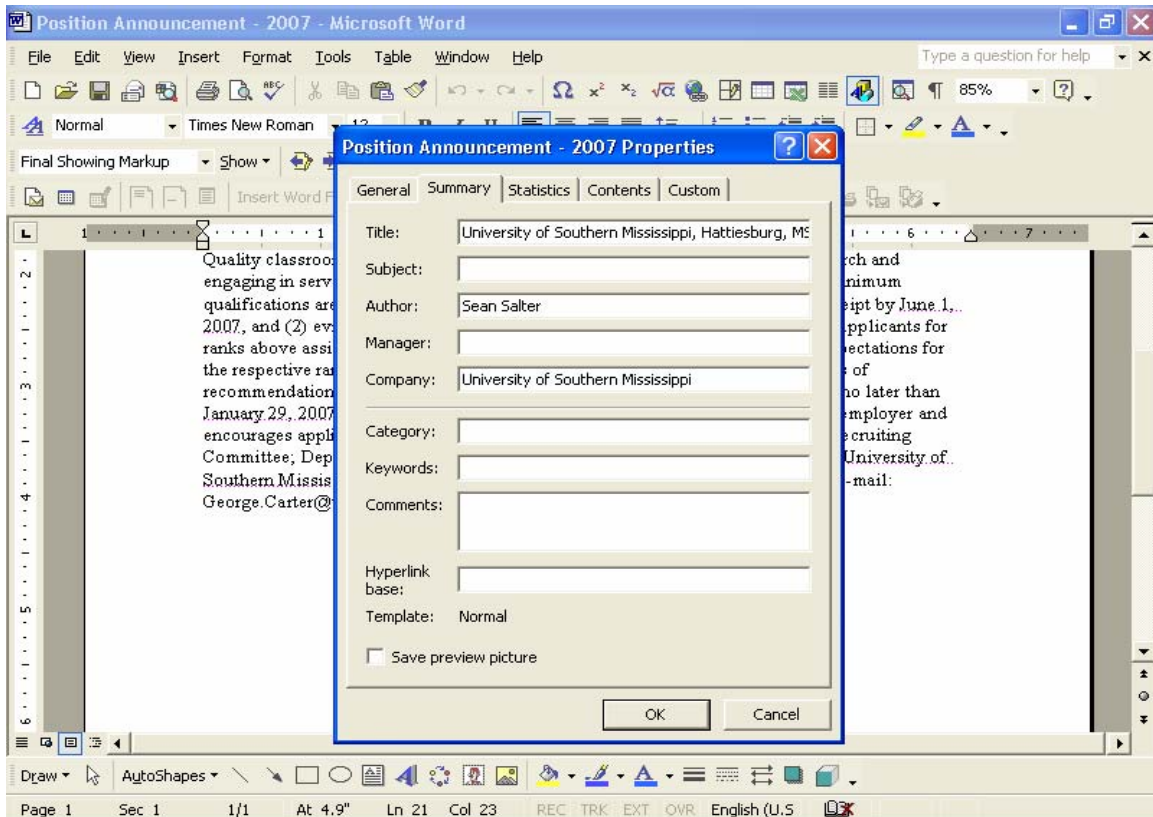 Position Announcement - 2007 - Microsoft Word
File Edit View Insert Format Tools Table Window Help Type a question for help
85%
Normal Times New Roman 12
Final Showing Markup Show
Insert Word F
Position Announcement - 2007 Properties
General Summary Statistics Contents Custom
Title: University of Southern Mississippi, Hattiesburg, MS
Subject:
Author: Sean Salter
Manager:
Company: University of Southern Mississippi
Category:
Keywords:
Comments:
Hyperlink
base:
Template: Normal
Save preview picture
OK Cancel
Quality classroo rch and
engaging in serv nimum
qualifications are eipt by June 1,
2007, and (2) ev applicants for
ranks above assi ectations for
the respective ra s of
recommendation no later than
January 29, 2007 employer and
encourages appli ecruiting
Committee; Dep University of
Southern Missis -mail:
George.Carter@
Draw AutoShapes
Page 1 Sec 1 1/1 At 4.9" Ln 21 Col 23 REC TRK EXT OVR English (U.S